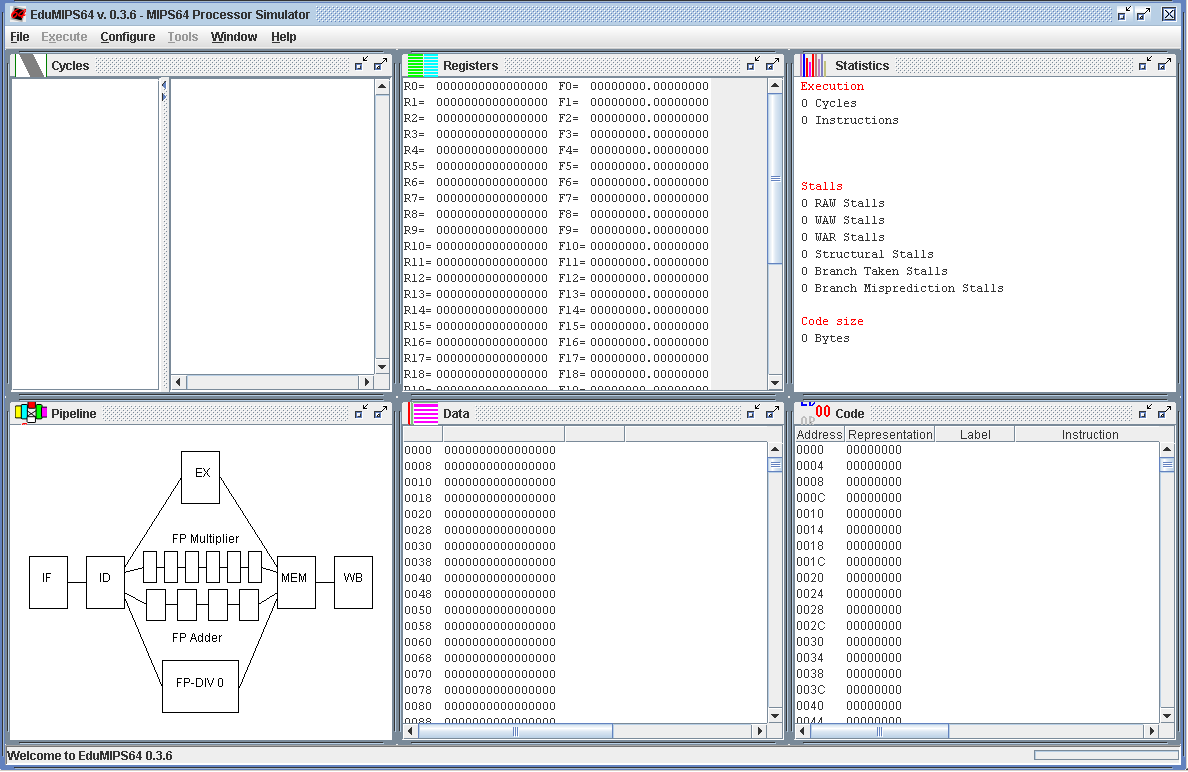 EduMIPS64 v. 0.3.6 - MIPS64 Processor Simulator
File Execute Configure Tools Window Help
Cycles
Registers
R0= 0000000000000000 F0= 00000000.00000000
R1= 0000000000000000 F1= 00000000.00000000
R2= 0000000000000000 F2= 00000000.00000000
R3= 0000000000000000 F3= 00000000.00000000
R4= 0000000000000000 F4= 00000000.00000000
R5= 0000000000000000 F5= 00000000.00000000
R6= 0000000000000000 F6= 00000000.00000000
R7= 0000000000000000 F7= 00000000.00000000
R8= 0000000000000000 F8= 00000000.00000000
R9= 0000000000000000 F9= 00000000.00000000
R10= 0000000000000000 F10= 00000000.00000000
R11= 0000000000000000 F11= 00000000.00000000
R12= 0000000000000000 F12= 00000000.00000000
R13= 0000000000000000 F13= 00000000.00000000
R14= 0000000000000000 F14= 00000000.00000000
R15= 0000000000000000 F15= 00000000.00000000
R16= 0000000000000000 F16= 00000000.00000000
R17= 0000000000000000 F17= 00000000.00000000
R18= 0000000000000000 F18= 00000000.00000000
Statistics
Execution
0 Cycles
0 Instructions
Stalls
0 RAW Stalls
0 WAW Stalls
0 WAR Stalls
0 Structural Stalls
0 Branch Taken Stalls
0 Branch Misprediction Stalls
Code size
0 Bytes
Pipeline
EX
FP Multiplier
IF ID MEM WB
FP Adder
FP-DIV 0
Data
0000 0000000000000000
0008 0000000000000000
0010 0000000000000000
0018 0000000000000000
0020 0000000000000000
0028 0000000000000000
0030 0000000000000000
0038 0000000000000000
0040 0000000000000000
0048 0000000000000000
0050 0000000000000000
0058 0000000000000000
0060 0000000000000000
0068 0000000000000000
0070 0000000000000000
0078 0000000000000000
0080 0000000000000000
0088 0000000000000000
00 Code
Address Representation Label Instruction
0000 00000000
0004 00000000
0008 00000000
000C 00000000
0010 00000000
0014 00000000
0018 00000000
001C 00000000
0020 00000000
0024 00000000
0028 00000000
002C 00000000
0030 00000000
0034 00000000
0038 00000000
003C 00000000
0040 00000000
0044 00000000
Welcome to EduMIPS64 0.3.6